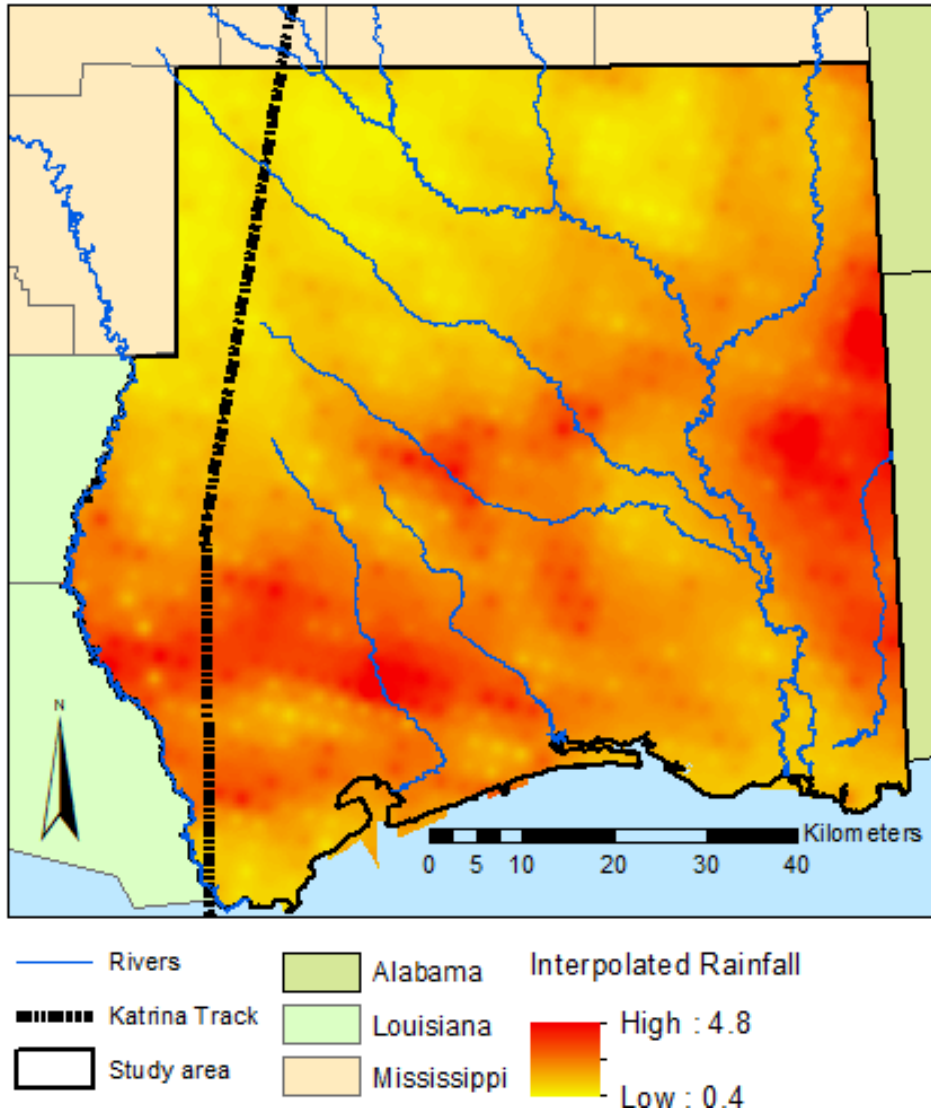 N
Kilometers
0 5 10 20 30 40
Rivers
Katrina Track
Study area
Alabama
Louisiana
Mississippi
Interpolated Rainfall
High : 4.8
Low : 0.4